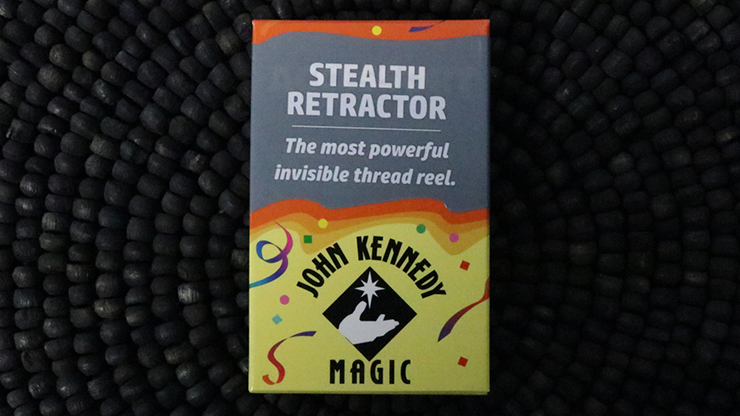 STEALTH
RETRACTOR
The most powerful
invisible thread reel.
JOHN KENNEDY
MAGIC